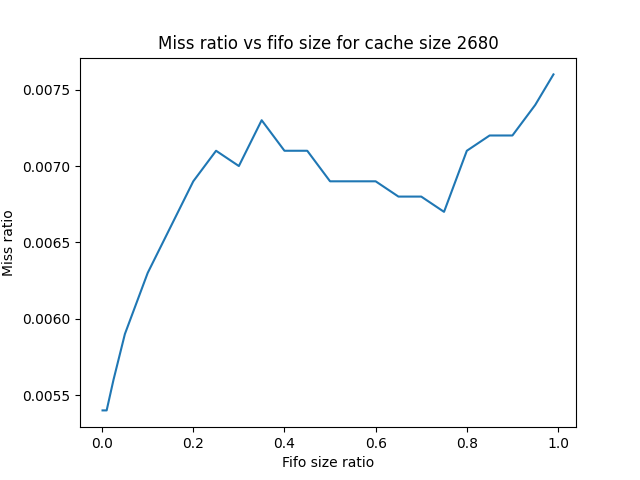 Miss ratio vs fifo size for cache size 2680
0.0075
0.0070
0.0065
0.0060
0.0055
Miss ratio
0.0 0.2 0.4 0.6 0.8 1.0
Fifo size ratio